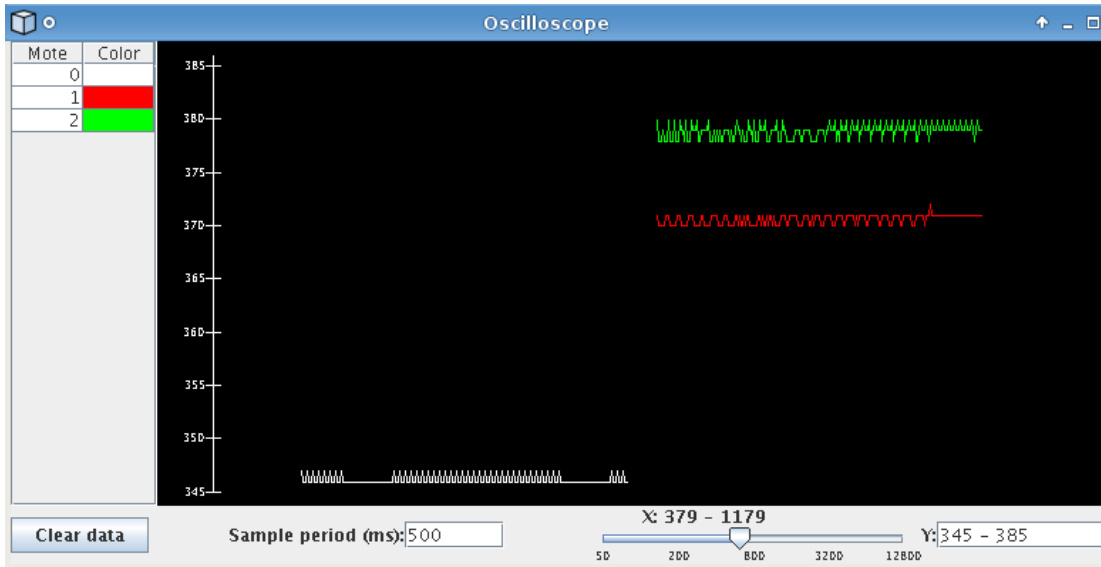 Oscilloscope
Mote Color
0
1
2
385
380
375
370
365
360
355
350
345
X: 379 - 1179
Clear data Sample period (ms): 500 Y: 345 - 385
50 200 800 3200 12800